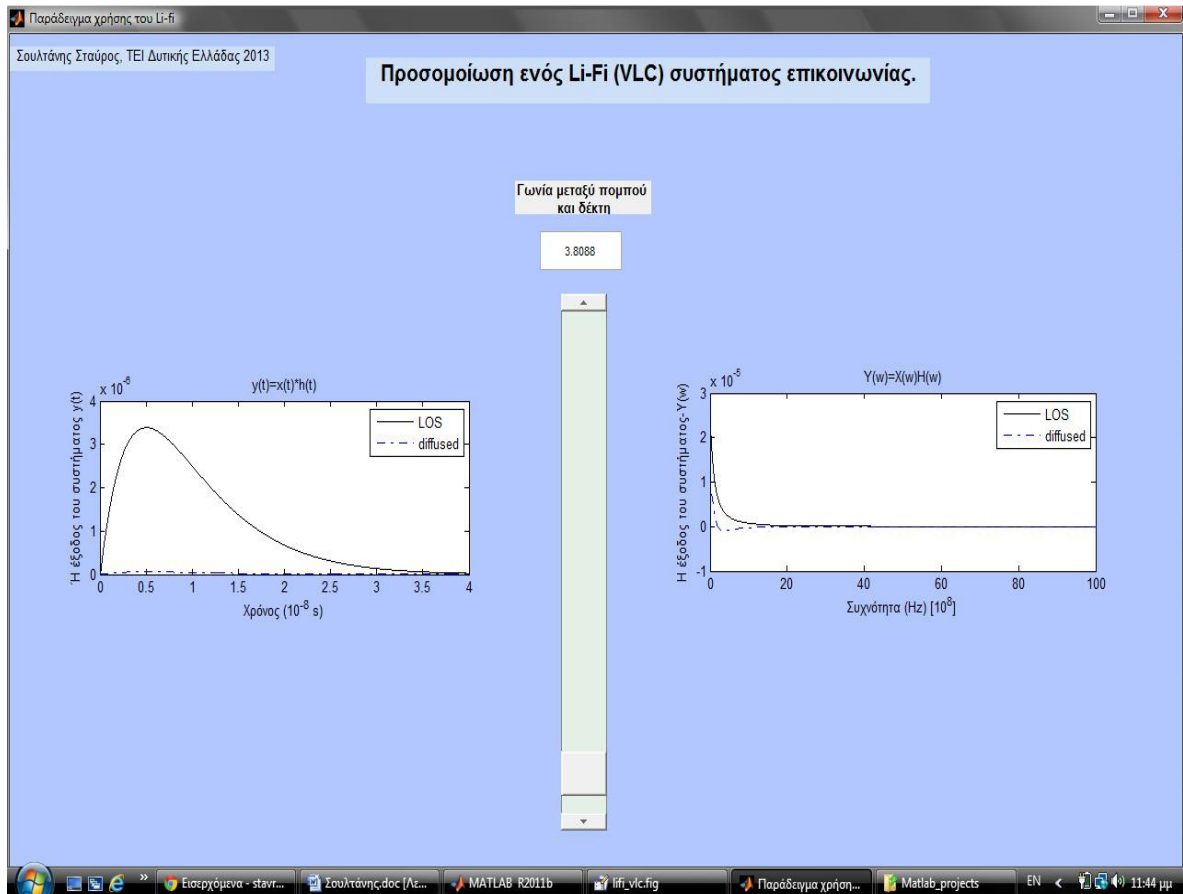 Παράδειγμα χρήσης του Li-fi
Σουλτάνης Σταύρος, ΤΕΙ Δυτικής Ελλάδας 2013
Προσομοίωση ενός Li-Fi (VLC) συστήματος επικοινωνίας.
Γωνία μεταξύ πομπού
και δέκτη
3.8088
x 10^-6
y(t)=x(t)*h(t)
Ή έξοδος του συστήματος y(t)
4
3
2
1
0
LOS
diffused
0 0.5 1 1.5 2 2.5 3 3.5 4
Χρόνος (10^-8 s)
x 10^-5
Y(w)=X(w)H(w)
Η έξοδος του συστήματος-Y(w)
3
2
1
0
-1
LOS
diffused
0 20 40 60 80 100
Συχνότητα (Hz) [10^8]
» Εισερχόμενα - stavr... Σουλτάνης.doc [Λε... MATLAB R2011b lifi_vlc.fig Παράδειγμα χρήση... Matlab_projects EN 11:44 μμ